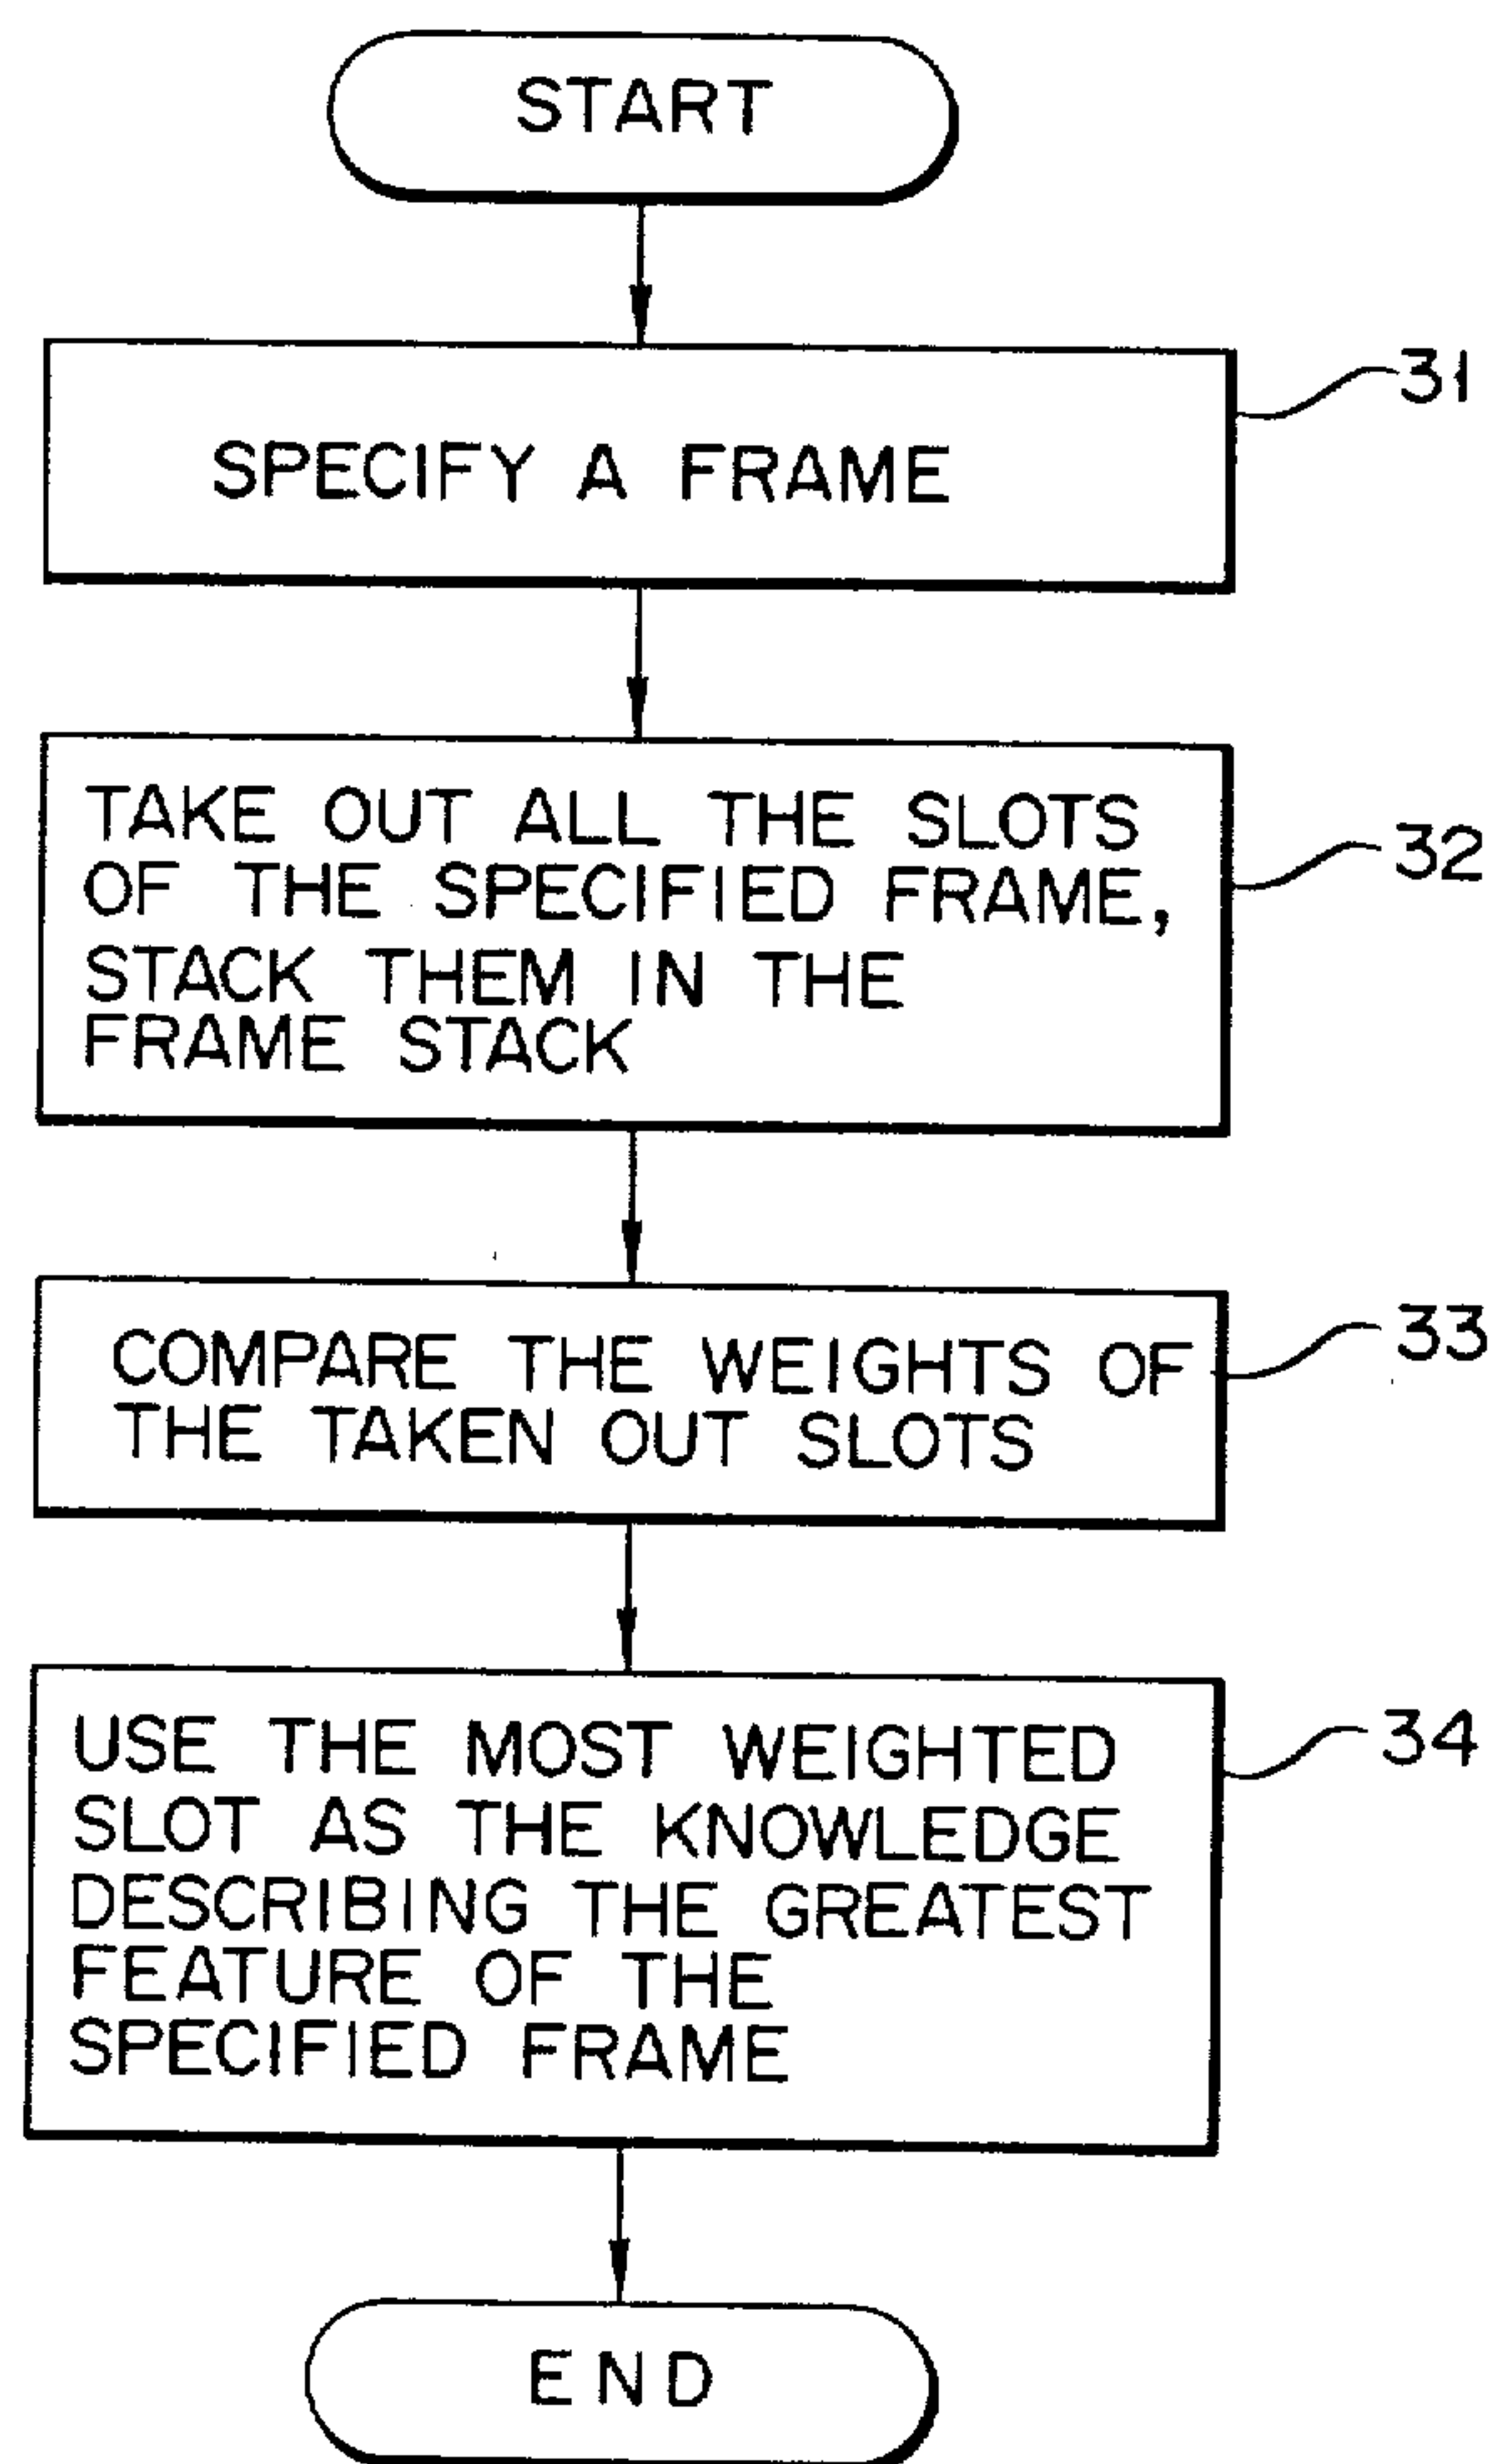 START
31
SPECIFY A FRAME
32
TAKE OUT ALL THE SLOTS
OF THE SPECIFIED FRAME,
STACK THEM IN THE
FRAME STACK
33
COMPARE THE WEIGHTS OF
THE TAKEN OUT SLOTS
34
USE THE MOST WEIGHTED
SLOT AS THE KNOWLEDGE
DESCRIBING THE GREATEST
FEATURE OF THE
SPECIFIED FRAME
END